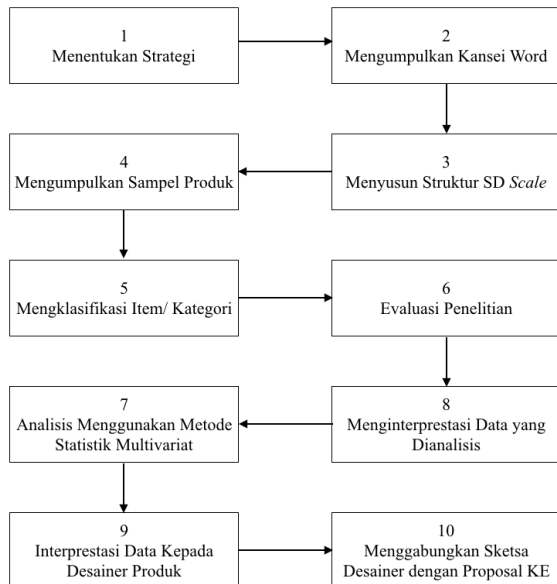 1
Menentukan Strategi
2
Mengumpulkan Kansei Word
4
Mengumpulkan Sampel Produk
3
Menyusun Struktur SD Scale
5
Mengklasifikasi Item/ Kategori
6
Evaluasi Penelitian
7
Analisis Menggunakan Metode
Statistik Multivariat
8
Menginterpretasi Data yang
Dianalisis
9
Isprestasi Data Kepada
Desainer Produk
10
Menggabungkan Sketsa
Desainer dengan Proposal KE